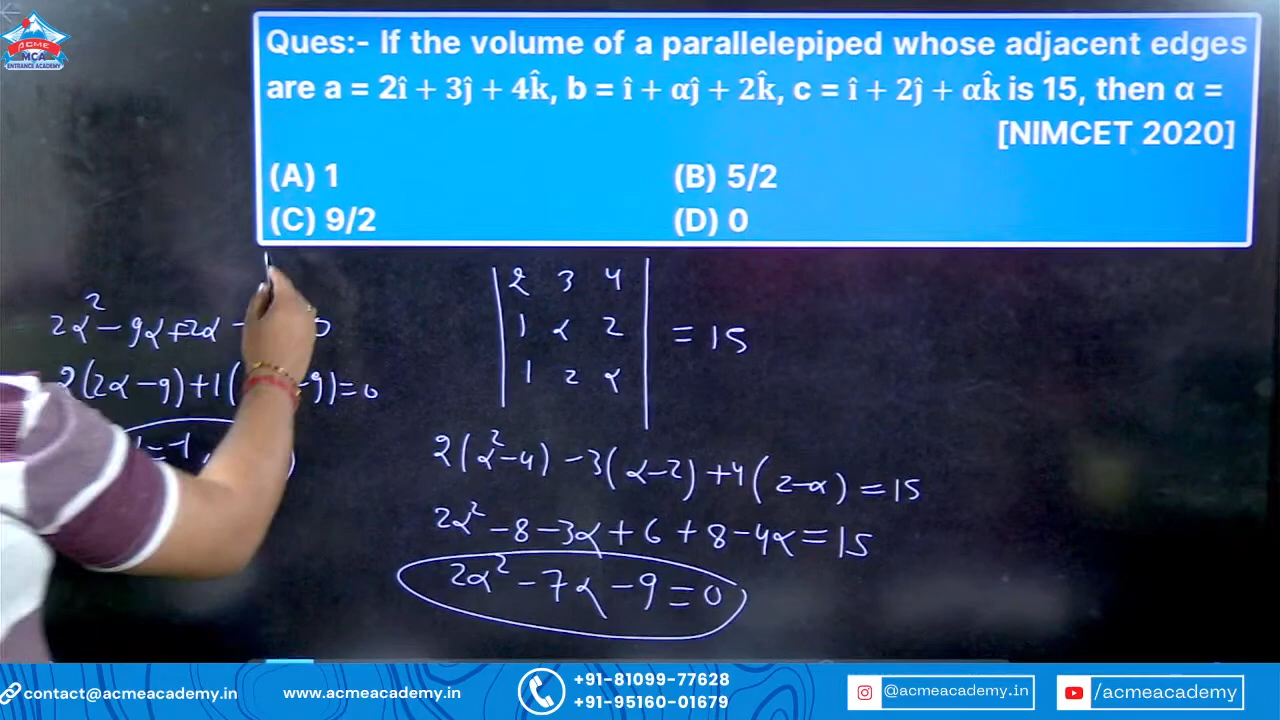 ACME
MCA
ENTRANCE ACADEMY
Ques:- If the volume of a parallelepiped whose adjacent edges
are a = 2î + 3ĵ + 4k̂, b = î + αĵ + 2k̂, c = î + 2ĵ + αk̂ is 15, then α =
[NIMCET 2020]
(A) 1
(B) 5/2
(C) 9/2
(D) 0
2 3 4
1 α 2 = 15
1 2 α
2(α²-4) -3(α-2) +4(2-α) = 15
2α² -8 -3α + 6 + 8 -4α = 15
2α² -7α -9 = 0
2α² - 9α + 2α -
(2α-9)+1( -9)=0
=-1,
contact@acmeacademy.in
www.acmeacademy.in
+91-81099-77628
+91-95160-01679
@acmeacademy.in
/acmeacademy